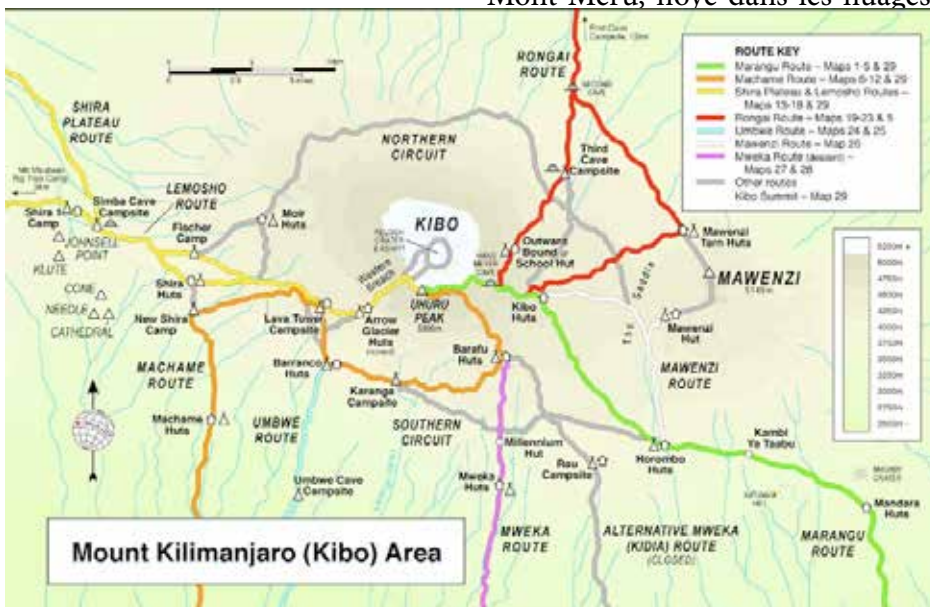 Mont Meru, noyé dans les nuages
ROUTE KEY
Marangu Route – Maps 1-5 & 29
Machame Route – Maps 6-12 & 29
Shira Plateau & Lemosho Routes –
Maps 13-18 & 29
Rongai Route – Maps 19-23 & 5
Umbwe Route – Maps 24 & 25
Mawenzi Route – Map 26
Mweka Route (descent) –
Maps 27 & 28
Other routes
Kibo Summit – Map 29
RONGAI
ROUTE
SECOND
CAVE
Third
Cave
Campsite
SHIRA
PLATEAU
ROUTE
NORTHERN
CIRCUIT
LEMOSHO
ROUTE
Simba Cave
Campsite
Shira 1
Camp
JOHNSELL
POINT
KLUTE
CONE
NEEDLE
CATHEDRAL
Fischer
Camp
Moir
Huts
KIBO
Western
Breach
UHURU
PEAK
Outward
Bound
School Hut
Kibo
Huts
Mawenzi
Tarn Huts
MAWENZI
The Saddle
Mawenzi
Hut
MAWENZI
ROUTE
Shira
Huts
New Shira
Camp
Lava Tower
Campsite
Arrow
Glacier
Huts
Barranco
Huts
Karanga
Campsite
Barafu
Huts
MACHAME
ROUTE
Machame
Huts
UMBWE
ROUTE
Umbwe Cave
Campsite
SOUTHERN
CIRCUIT
Millennium
Hut
Mweka
Huts
Rau
Campsite
Horombo
Huts
Kambi
Ya Taabu
Mandara
Huts
MWEKA
ROUTE
ALTERNATIVE MWEKA
(KIDIA) ROUTE
(CLOSED)
MARANGU
ROUTE
Mount Kilimanjaro (Kibo) Area